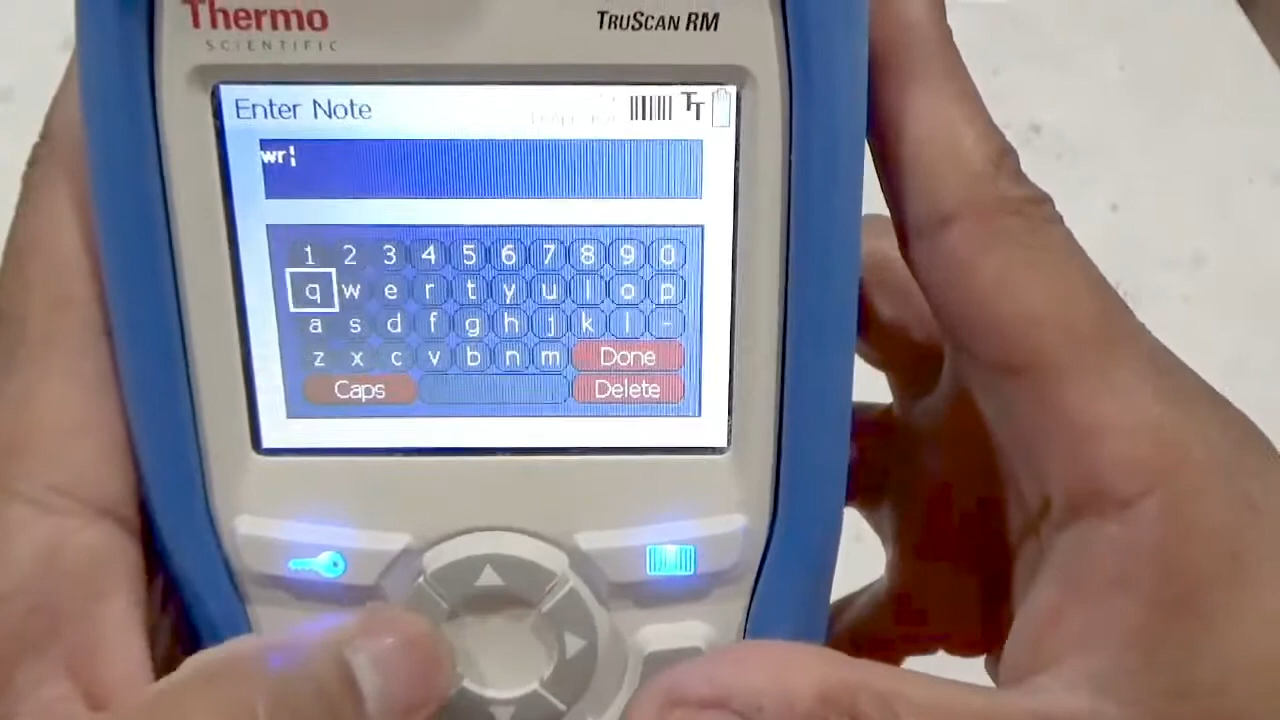 Thermo
SCIENTIFIC
TRUSCAN RM
Enter Note
TT
wr
1 2 3 4 5 6 7 8 9 0
q w e r t y u i o p
a s d f g h j k l -
z x c v b n m Done
Caps Delete